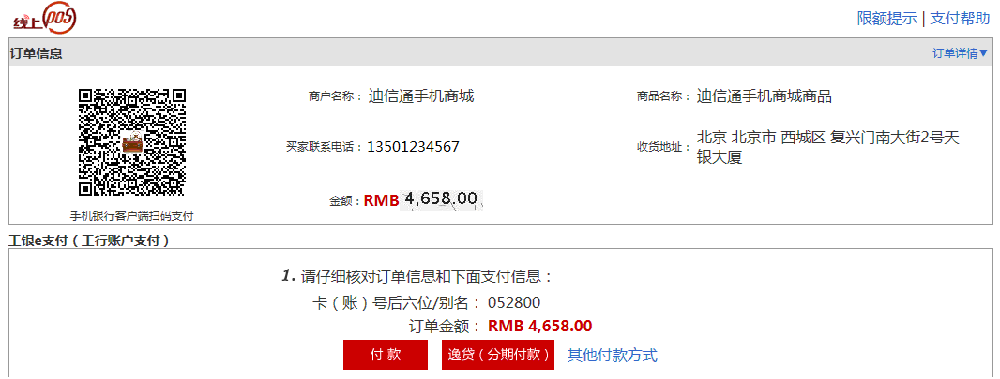 线上POS
限额提示 | 支付帮助
订单信息
订单详情▼
商户名称： 迪信通手机商城
商品名称： 迪信通手机商城商品
买家联系电话： 13501234567
收货地址： 北京 北京市 西城区 复兴门南大街2号天
银大厦
金额： RMB 4,658.00
手机银行客户端扫码支付
工银e支付（工行账户支付）
1. 请仔细核对订单信息和下面支付信息：
卡（账）号后六位/别名： 052800
订单金额： RMB 4,658.00
付 款
逸贷（分期付款）
其他付款方式